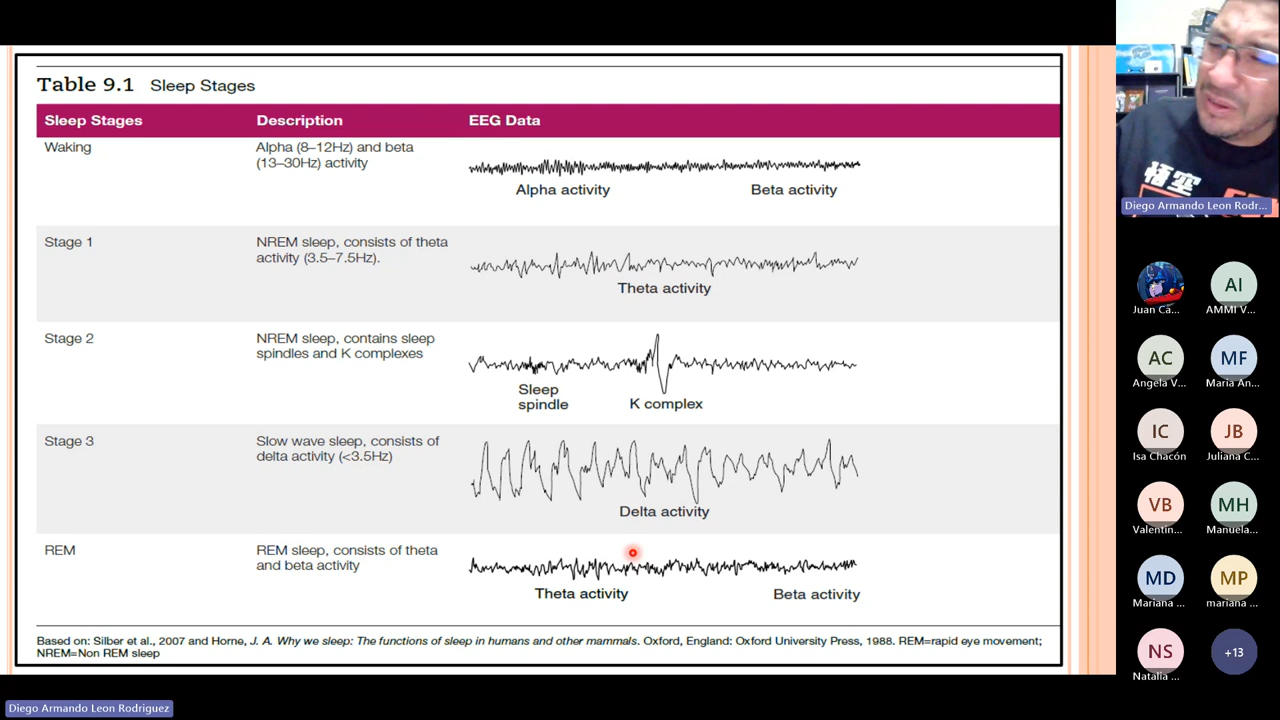 Table 9.1 Sleep Stages
Sleep Stages Description EEG Data
Waking
Alpha (8–12Hz) and beta
(13–30Hz) activity
Alpha activity Beta activity
Stage 1
NREM sleep, consists of theta
activity (3.5–7.5Hz).
Theta activity
Stage 2
NREM sleep, contains sleep
spindles and K complexes
Sleep
spindle
K complex
Stage 3
Slow wave sleep, consists of
delta activity (<3.5Hz)
Delta activity
REM
REM sleep, consists of theta
and beta activity
Theta activity Beta activity
Based on: Silber et al., 2007 and Horne, J. A. Why we sleep: The functions of sleep in humans and other mammals. Oxford, England: Oxford University Press, 1988. REM=rapid eye movement;
NREM=Non REM sleep
Diego Armando Leon Rodriguez
悟空
Diego Armando Leon Rodr...
AI
Juan Ca... AMMI V...
AC MF
Angela V... Maria An...
IC JB
Isa Chacón Juliana C...
VB MH
Valentin... Manuela...
MD MP
Mariana ... mariana ...
NS +13
Natalia ...